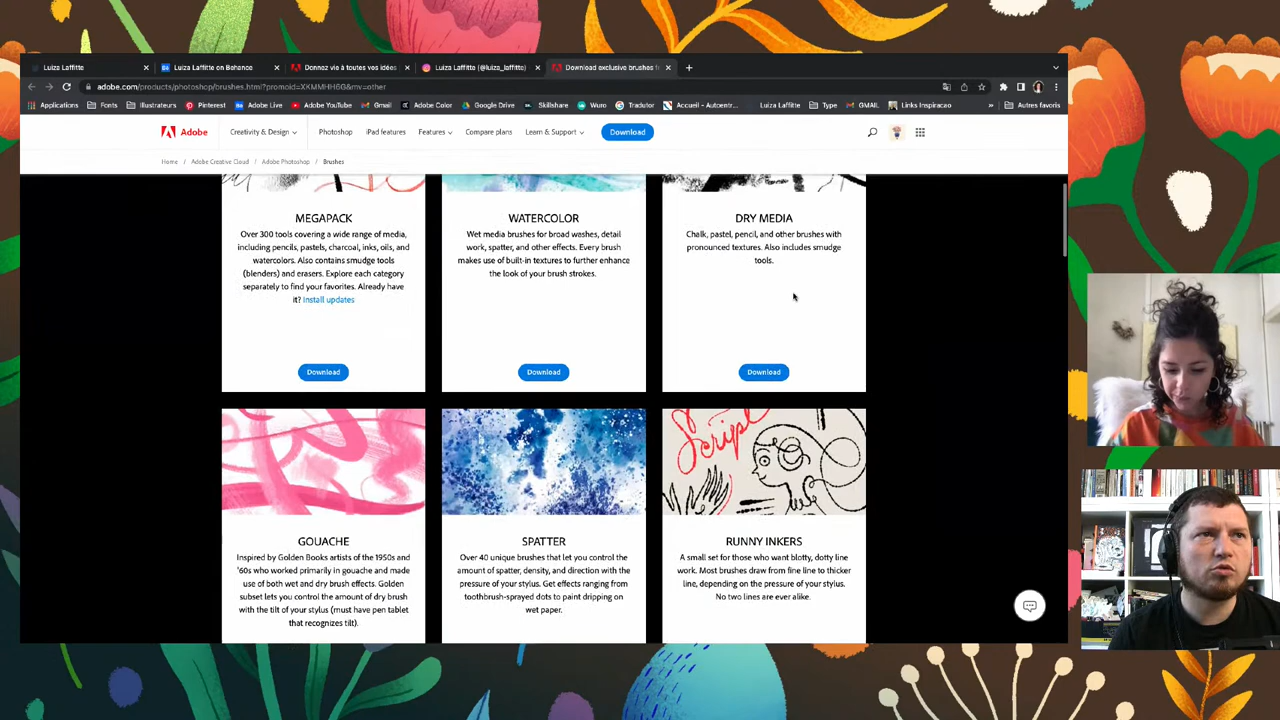 Luiza Laffitte
Luiza Laffitte on Behance
Donnez vie à toutes vos idées
Luiza Laffitte (@luiza_laffitte)
Download exclusive brushes f
adobe.com/products/photoshop/brushes.html?promoid=XKMMHH6G&mv=other
Applications
Fonts
Illustrateurs
Pinterest
Adobe Live
Adobe YouTube
Gmail
Adobe Color
Google Drive
Skillshare
Wuro
Tradutor
Accueil - Autoentr...
Luiza Laffitte
Type
GMAIL
Links Inspiracao
»
Autres favoris
Adobe
Creativity & Design
Photoshop
iPad features
Features
Compare plans
Learn & Support
Download
Home / Adobe Creative Cloud / Adobe Photoshop / Brushes
MEGAPACK
Over 300 tools covering a wide range of media,
including pencils, pastels, charcoal, inks, oils, and
watercolors. Also contains smudge tools
(blenders) and erasers. Explore each category
separately to find your favorites. Already have
it? Install updates
Download
WATERCOLOR
Wet media brushes for broad washes, detail
work, spatter, and other effects. Every brush
makes use of built-in textures to further enhance
the look of your brush strokes.
Download
DRY MEDIA
Chalk, pastel, pencil, and other brushes with
pronounced textures. Also includes smudge
tools.
Download
GOUACHE
Inspired by Golden Books artists of the 1950s and
'60s who worked primarily in gouache and made
use of both wet and dry brush effects. Golden
subset lets you control the amount of dry brush
with the tilt of your stylus (must have pen tablet
that recognizes tilt).
SPATTER
Over 40 unique brushes that let you control the
amount of spatter, density, and direction with the
pressure of your stylus. Get effects ranging from
toothbrush-sprayed dots to paint dripping on
wet paper.
Script
RUNNY INKERS
A small set for those who want blotty, dotty line
work. Most brushes draw from fine line to thicker
line, depending on the pressure of your stylus.
No two lines are ever alike.